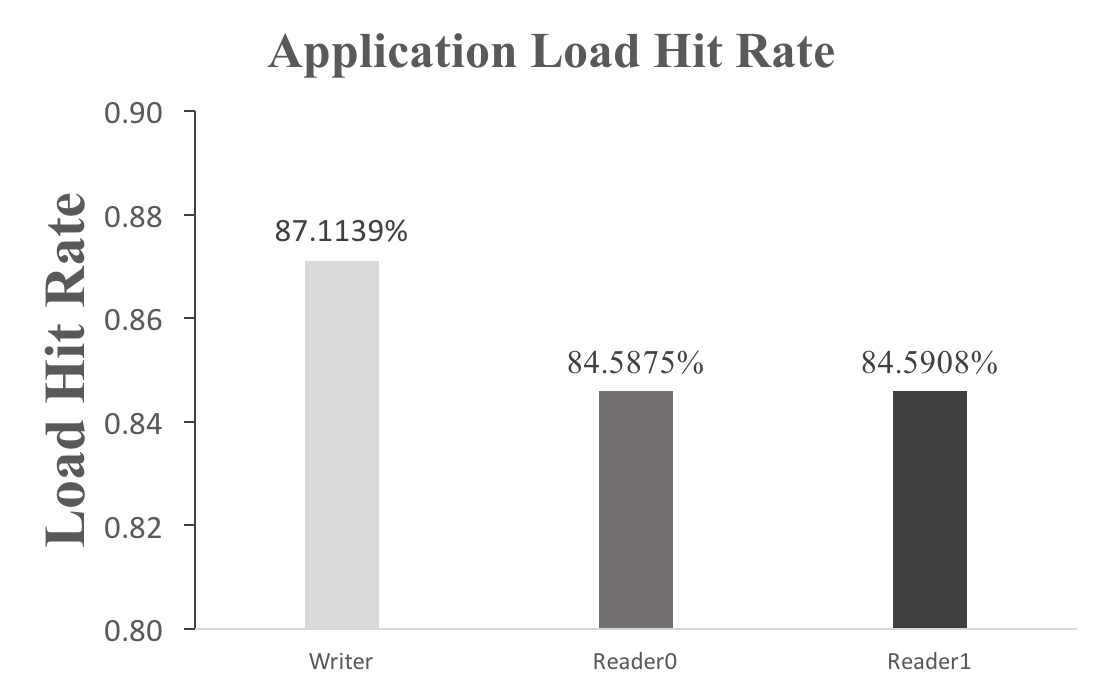 Application Load Hit Rate
Load Hit Rate
0.90
0.88
0.86
0.84
0.82
0.80
87.1139%
84.5875%
84.5908%
Writer
Reader0
Reader1